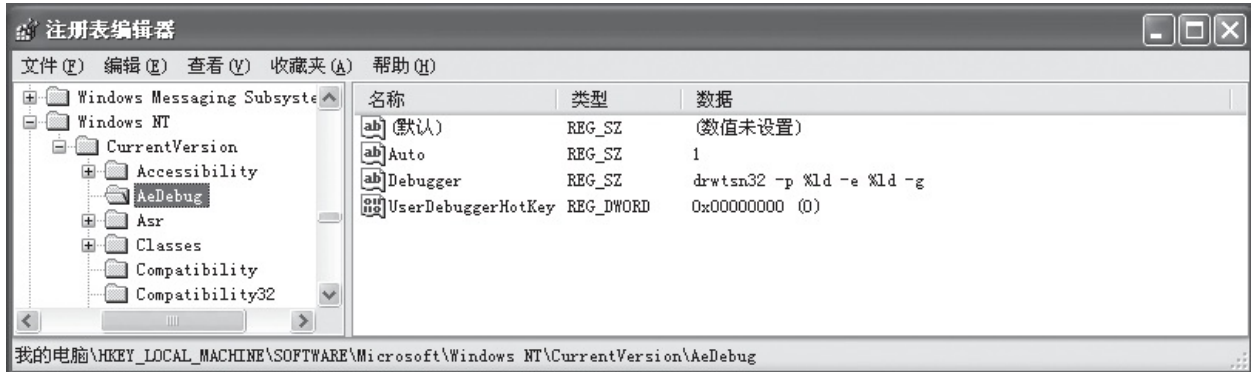 注册表编辑器
文件(F) 编辑(E) 查看(V) 收藏夹(A) 帮助(H)
Windows Messaging Subsyste
Windows NT
CurrentVersion
Accessibility
AeDebug
Asr
Classes
Compatibility
Compatibility32
名称 类型 数据
(默认) REG_SZ (数值未设置)
Auto REG_SZ 1
Debugger REG_SZ drwtsn32 -p %ld -e %ld -g
UserDebuggerHotKey REG_DWORD 0x00000000 (0)
我的电脑\HKEY_LOCAL_MACHINE\SOFTWARE\Microsoft\Windows NT\CurrentVersion\AeDebug